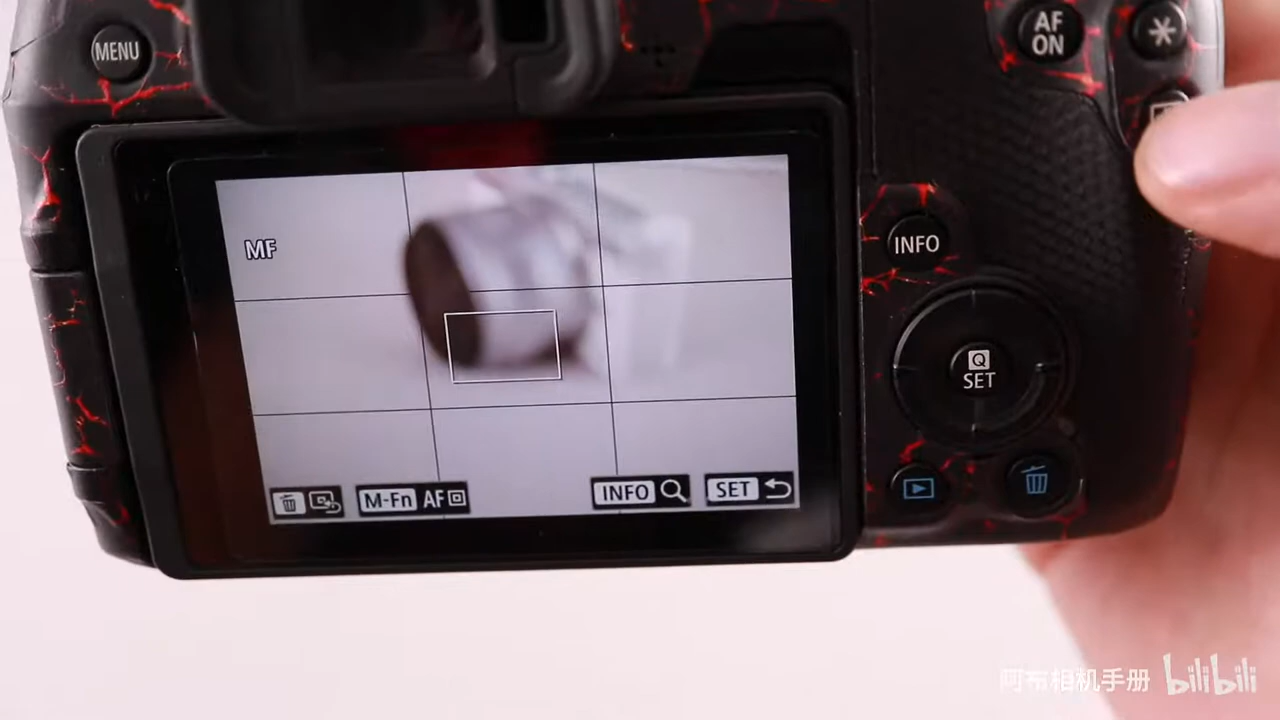 MENU
AF
ON
*
INFO
MF
Q
SET
M-Fn AF
INFO
SET
阿布相机手册 bilibili